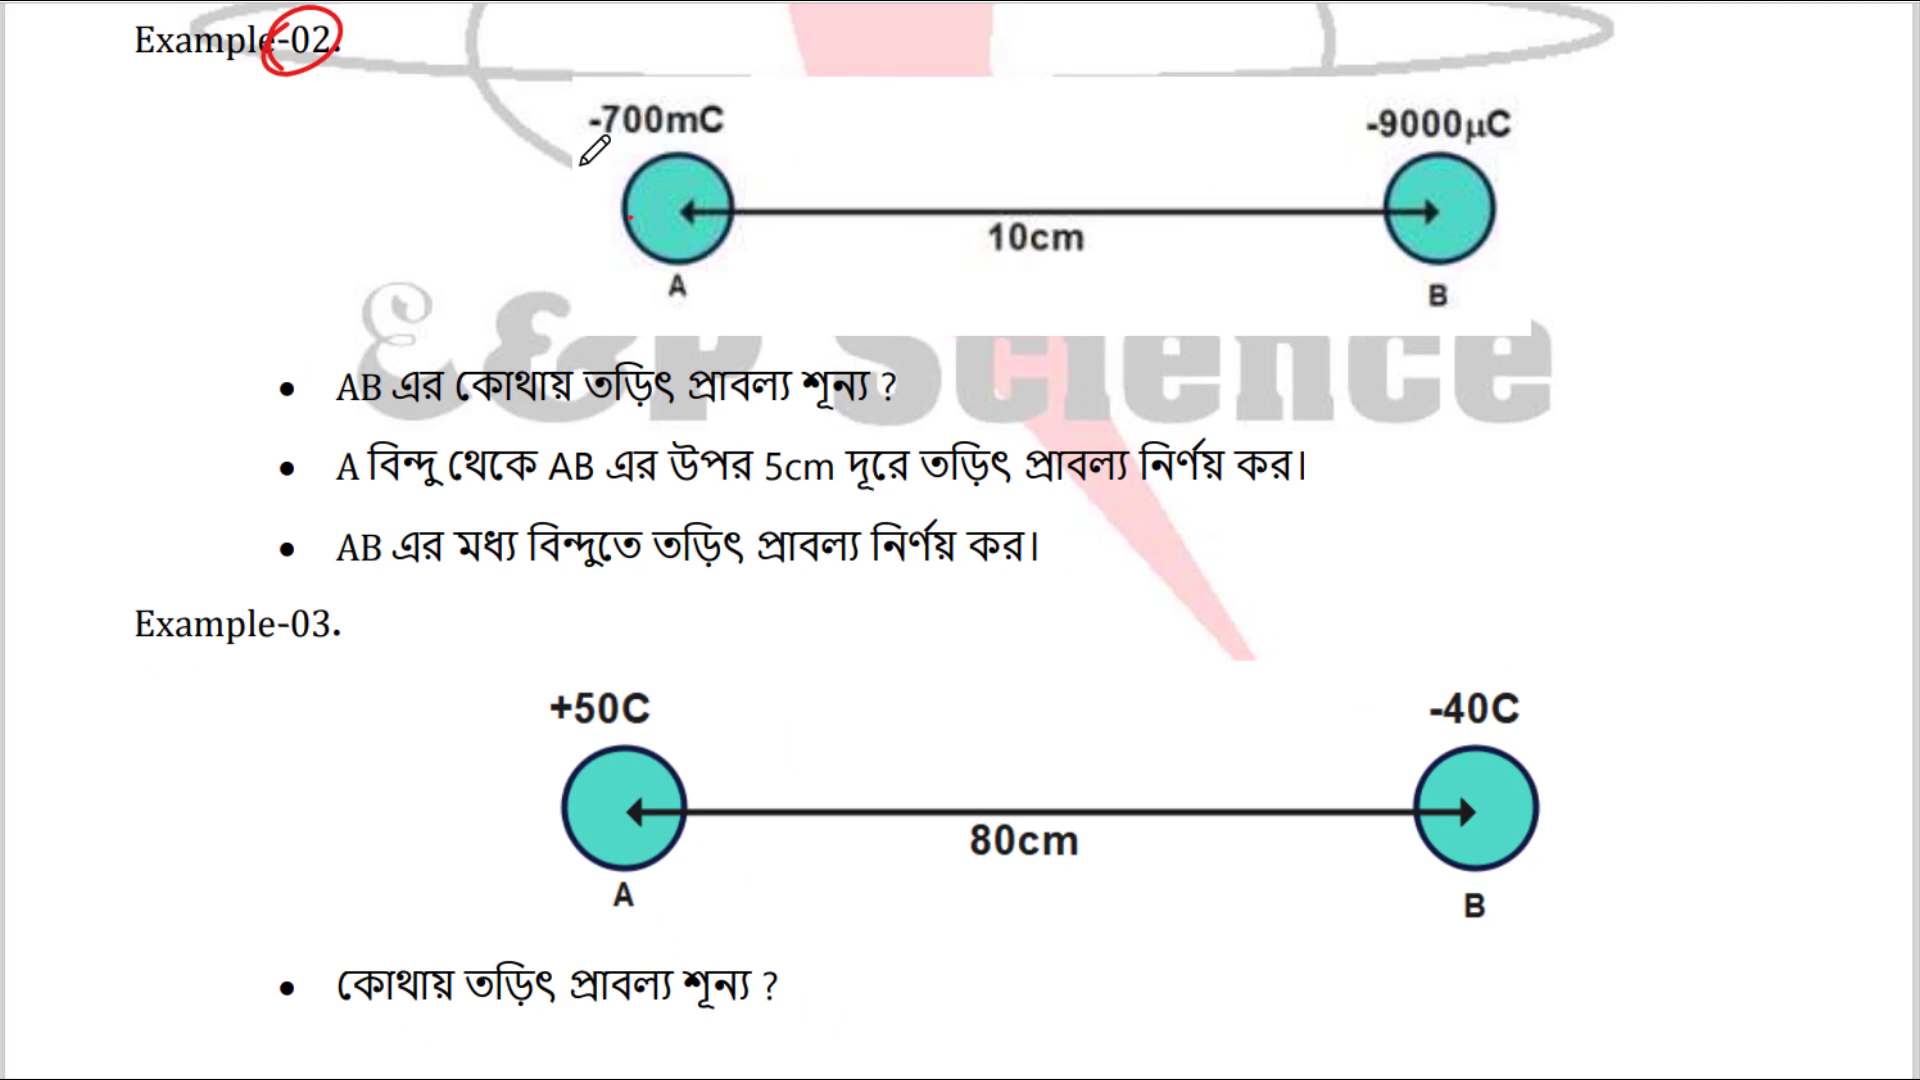 Example-02.
-700mC
-9000µC
10cm
A
B
E&P Science
• AB এর কোথায় তড়িৎ প্রাবল্য শূন্য ?
• A বিন্দু থেকে AB এর উপর 5cm দূরে তড়িৎ প্রাবল্য নির্ণয় কর।
• AB এর মধ্য বিন্দুতে তড়িৎ প্রাবল্য নির্ণয় কর।
Example-03.
+50C
-40C
80cm
A
B
• কোথায় তড়িৎ প্রাবল্য শূন্য ?